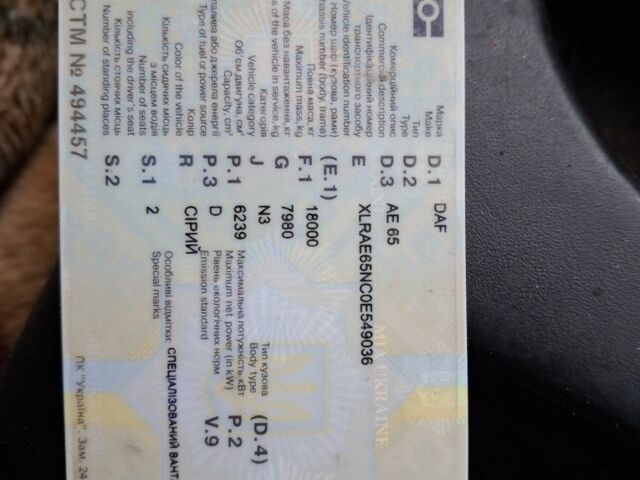 Марка D.1 DAF
Make
Тип D.2
Type
Комерційний опис D.3 AE 65
Commercial description
Ідентифікаційний номер E XLRAE65NC0E549036
транспортного засобу
Vehicle identification number
Номер шасі (кузова, рами) (E.1)
chassis number (body, frame)
Повна маса, кг F.1 18000
Maximum mass, kg
Маса без навантаження, кг G 7980
s of the vehicle in service, kg
Категорія J N3 Тип кузова (D.4)
Vehicle category Body type
Об'єм двигуна, см³ P.1 6239 Максимальна потужність кВт P.2
Capacity, cm³ Maximum net power (in kW)
палива або джерела енергії P.3 D Рівень екологічних норм V.9
Type of fuel or power source Emission standard
Колір R СІРИЙ
Color of the vehicle
Кількість сидячих місць S.1 2 Особливі відмітки: СПЕЦІАЛІЗОВАНИЙ ВАНТ
з місцем водія Special marks
Number of seats
including the driver's seat
Кількість стоячих місць S.2
Number of standing places
СТМ № 494457 ПК "Україна", Зам. 24
MIA UKRAINE